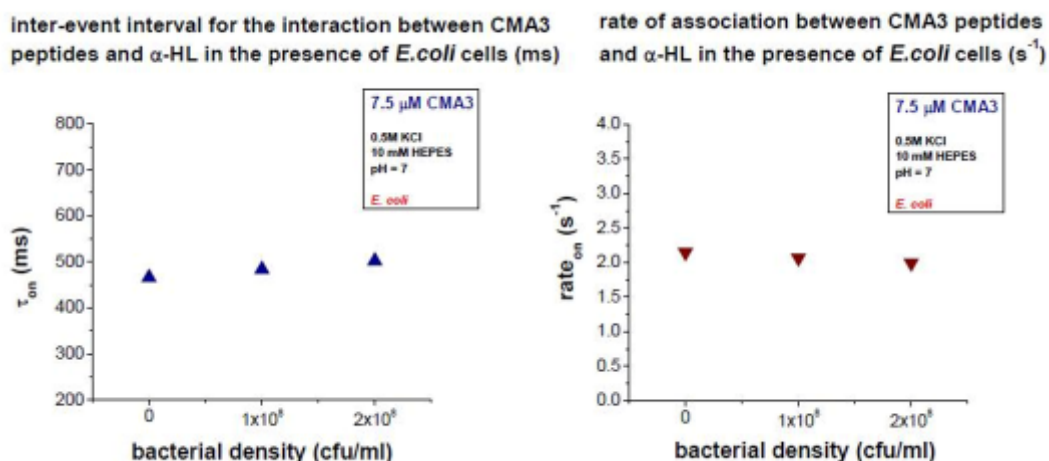 inter-event interval for the interaction between CMA3
peptides and α-HL in the presence of E.coli cells (ms)
7.5 μM CMA3
0.5M KCl
10 mM HEPES
pH = 7
E. coli
800
700
600
500
400
300
200
τon (ms)
0 1x10⁸ 2x10⁸
bacterial density (cfu/ml)
rate of association between CMA3 peptides
and α-HL in the presence of E.coli cells (s⁻¹)
7.5 μM CMA3
0.5M KCl
10 mM HEPES
pH = 7
E. coli
4.0
3.5
3.0
2.5
2.0
1.5
1.0
0.5
0.0
rateon (s⁻¹)
0 1x10⁸ 2x10⁸
bacterial density (cfu/ml)